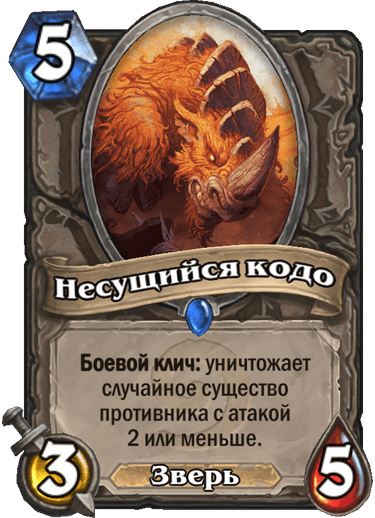 5
Несущийся кодо
Боевой клич: уничтожает
случайное существо
противника с атакой
2 или меньше.
3
Зверь
5